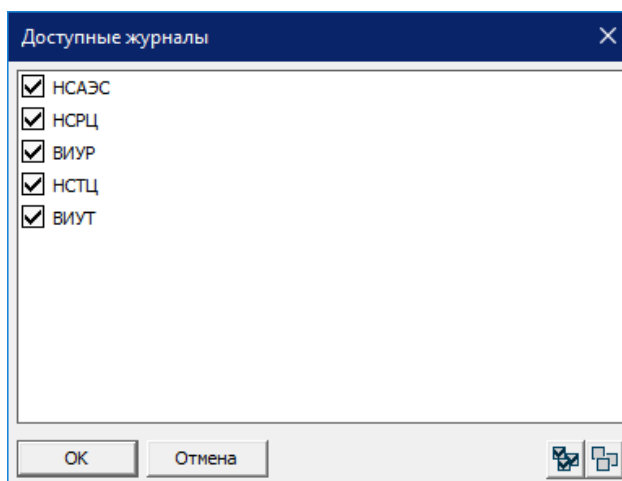 Доступные журналы
НСАЭС
НСРЦ
ВИУР
НСТЦ
ВИУТ
ОК Отмена